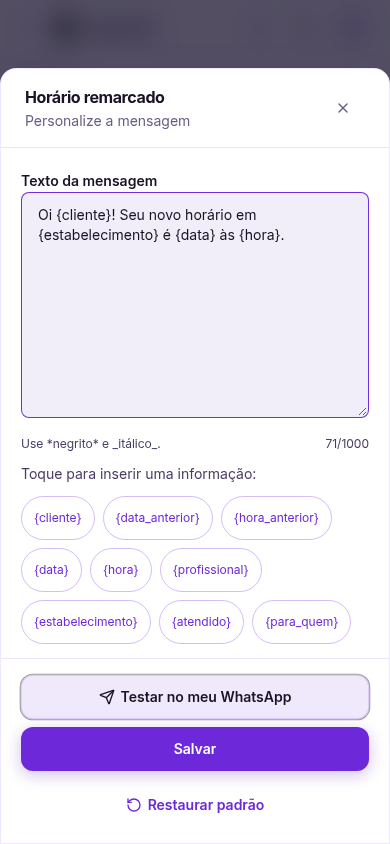 Horário remarcado
Personalize a mensagem
Texto da mensagem
Oi {cliente}! Seu novo horário em
{estabelecimento} é {data} às {hora}.
Use *negrito* e _itálico_.
71/1000
Toque para inserir uma informação:
{cliente} {data_anterior} {hora_anterior}
{data} {hora} {profissional}
{estabelecimento} {atendido} {para_quem}
Testar no meu WhatsApp
Salvar
Restaurar padrão